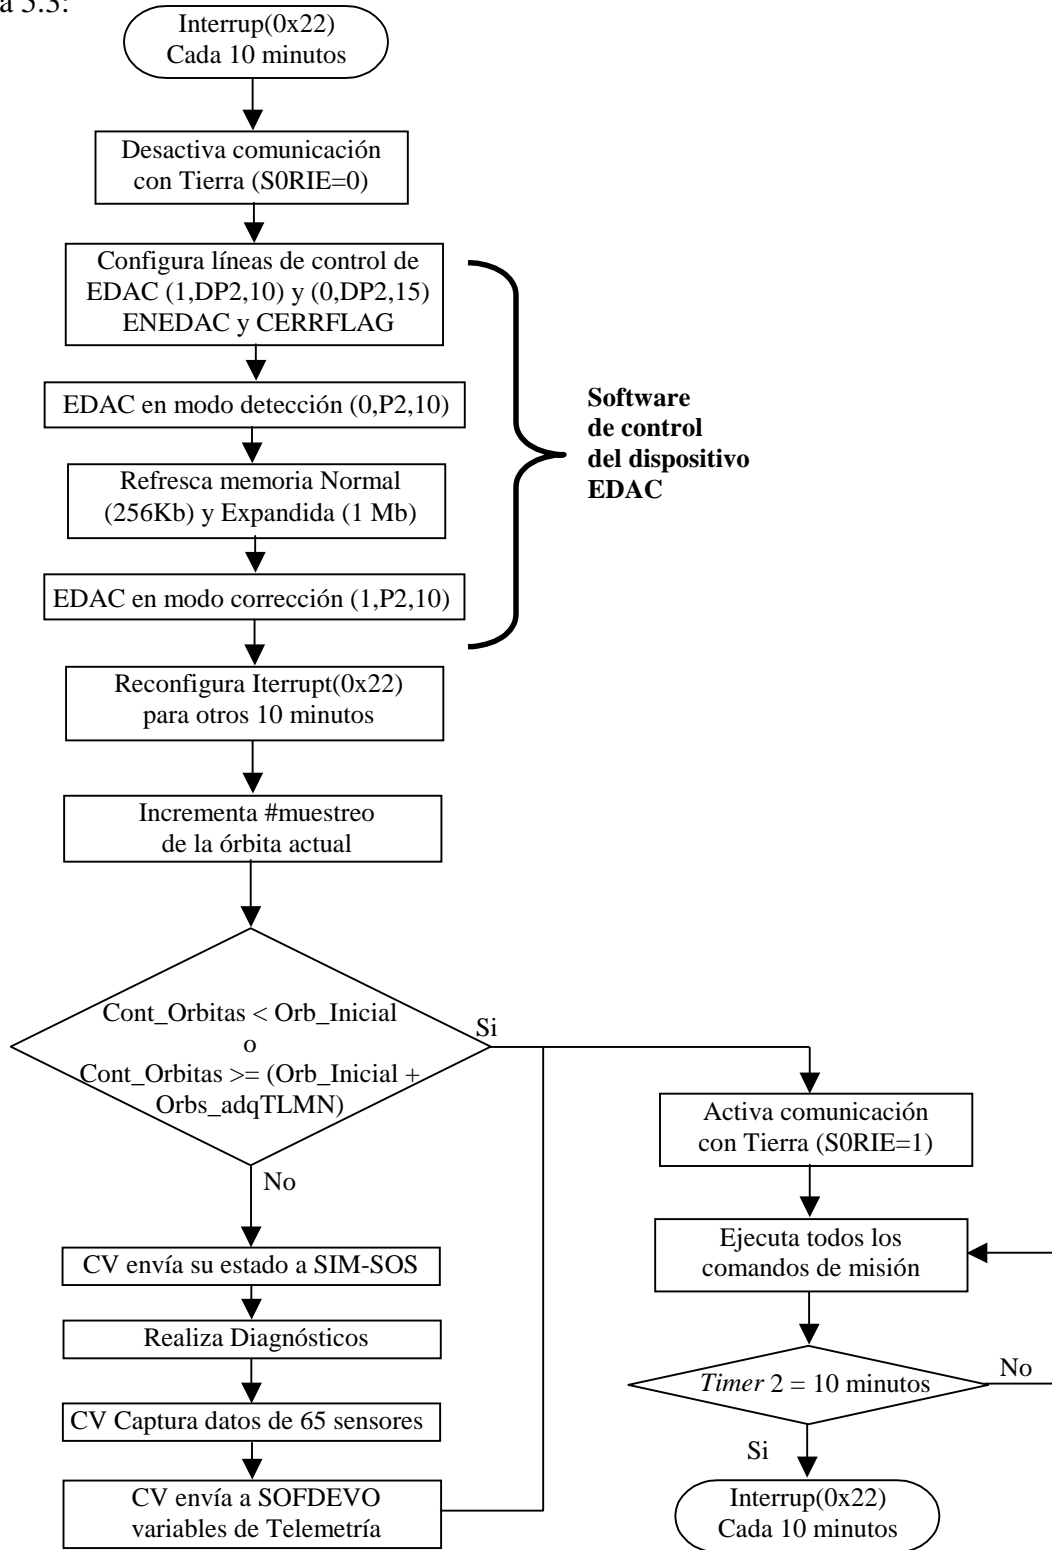 a 5.3:
Interrup(0x22)
Cada 10 minutos
Desactiva comunicación
con Tierra (S0RIE=0)
Configura líneas de control de
EDAC (1,DP2,10) y (0,DP2,15)
ENEDAC y CERRFLAG
EDAC en modo detección (0,P2,10)
Refresca memoria Normal
(256Kb) y Expandida (1 Mb)
EDAC en modo corrección (1,P2,10)
Software
de control
del dispositivo
EDAC
Reconfigura Iterrupt(0x22)
para otros 10 minutos
Incrementa #muestreo
de la órbita actual
Cont_Orbitas < Orb_Inicial
o
Cont_Orbitas >= (Orb_Inicial +
Orbs_adqTLMN)
Si
No
CV envía su estado a SIM-SOS
Realiza Diagnósticos
CV Captura datos de 65 sensores
CV envía a SOFDEVO
variables de Telemetría
Activa comunicación
con Tierra (S0RIE=1)
Ejecuta todos los
comandos de misión
Timer 2 = 10 minutos
No
Si
Interrup(0x22)
Cada 10 minutos